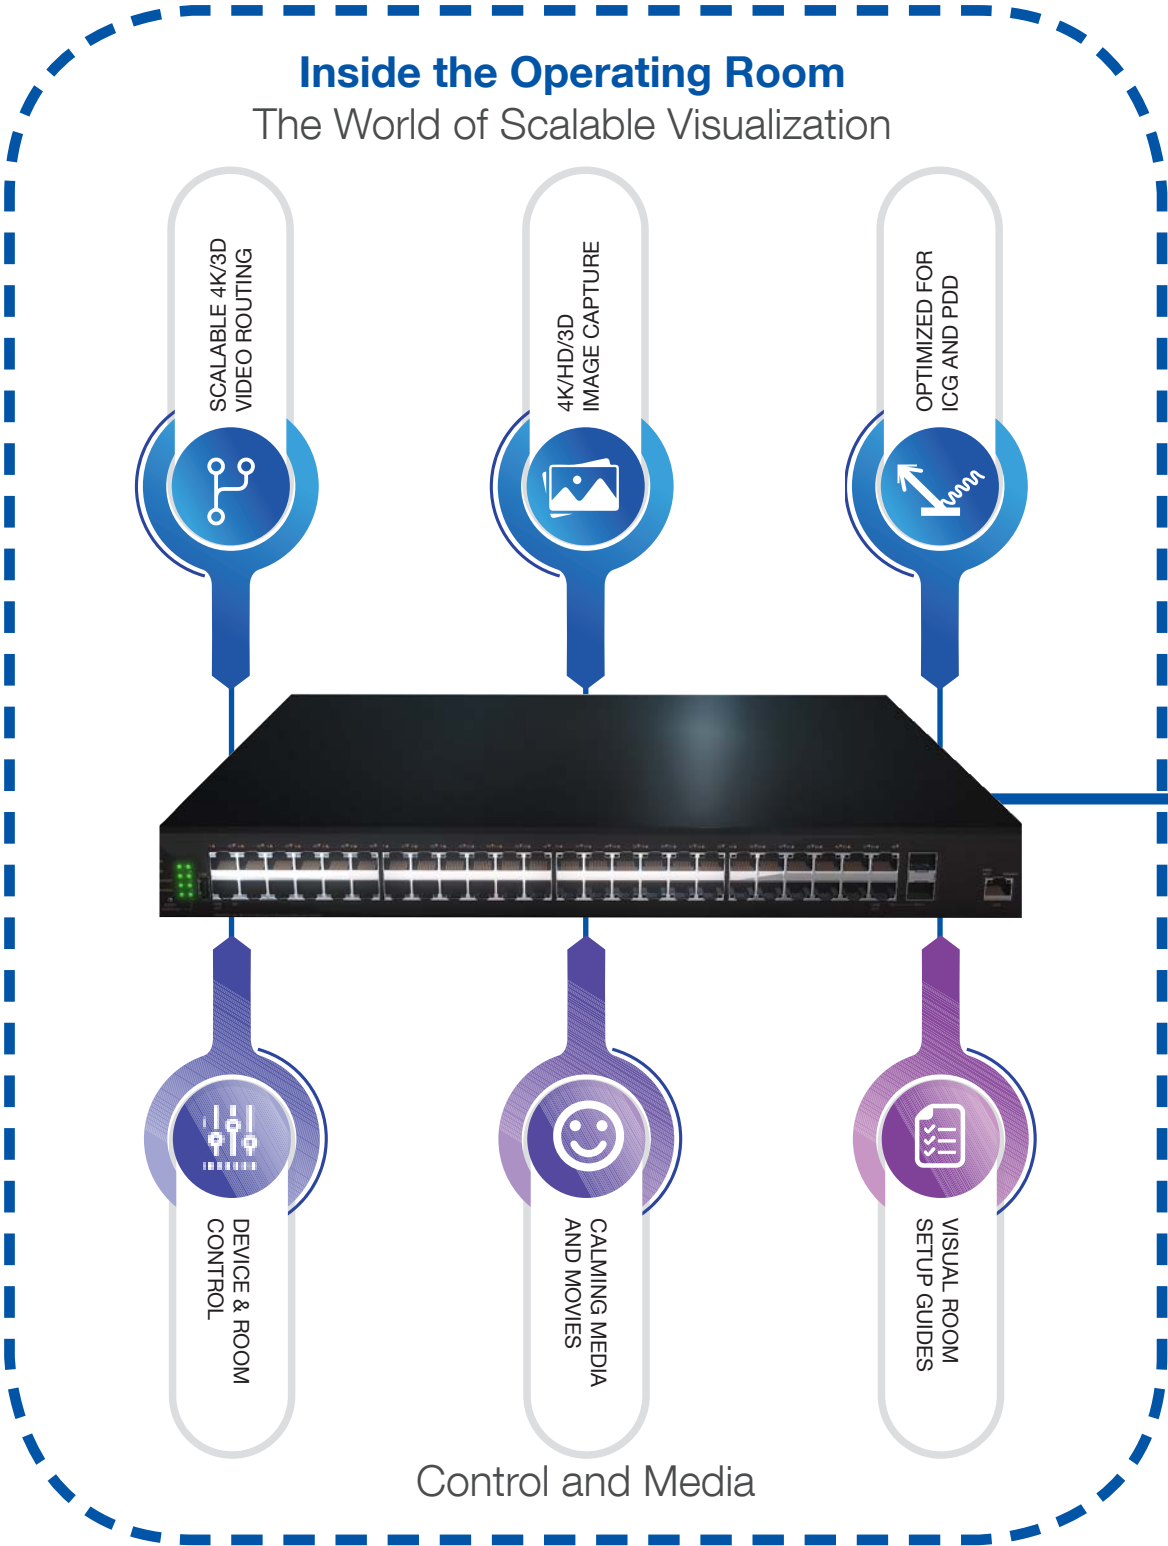 Inside the Operating Room
The World of Scalable Visualization
SCALABLE 4K/3D
VIDEO ROUTING
4K/HD/3D
IMAGE CAPTURE
OPTIMIZED FOR
ICG AND PDD
DEVICE & ROOM
CONTROL
CALMING MEDIA
AND MOVIES
VISUAL ROOM
SETUP GUIDES
Control and Media